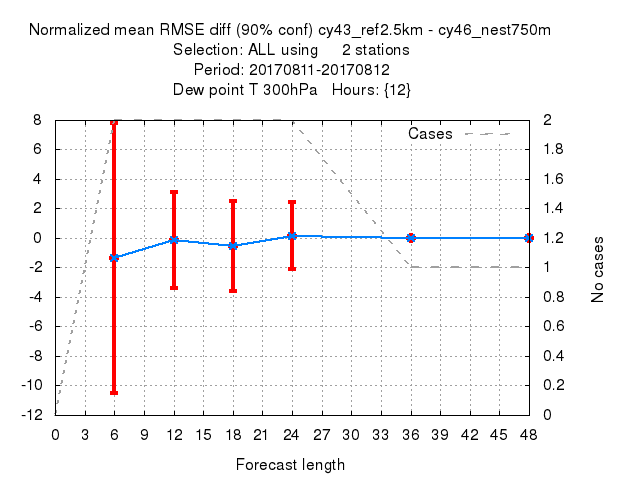 Normalized mean RMSE diff (90% conf) cy43_ref2.5km - cy46_nest750m
Selection: ALL using     2 stations
Period: 20170811-20170812
Dew point T 300hPa   Hours: {12}
Cases
8
6
4
2
0
-2
-4
-6
-8
-10
-12
2
1.8
1.6
1.4
1.2
1
0.8
0.6
0.4
0.2
0
No cases
0 3 6 9 12 15 18 21 24 27 30 33 36 39 42 45 48
Forecast length